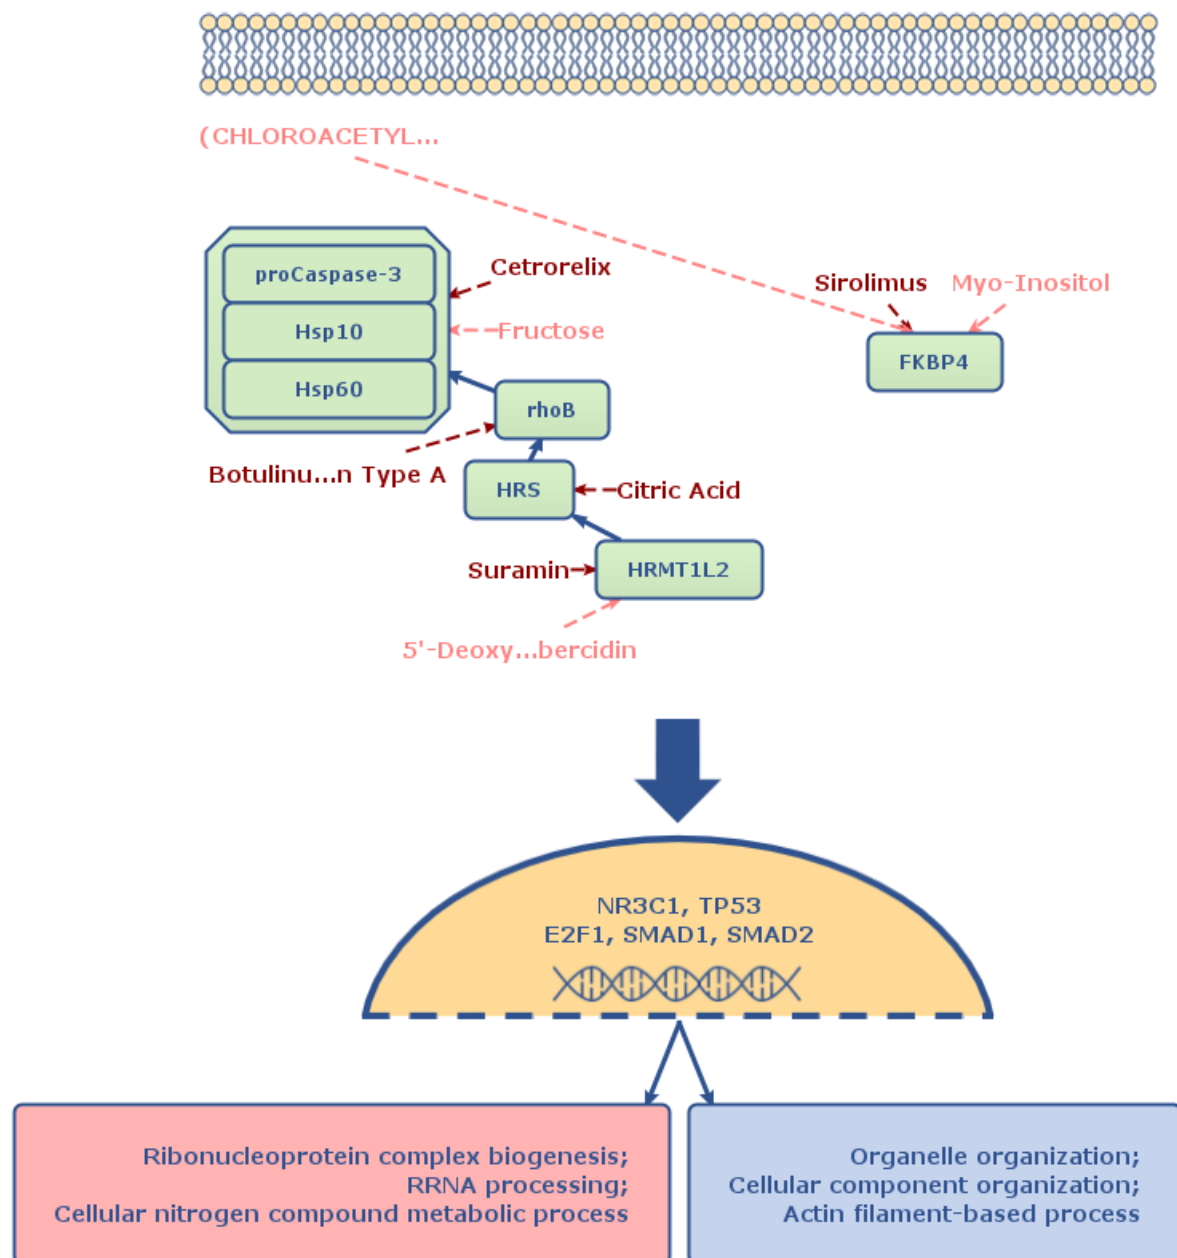 (CHLOROACETYL...
proCaspase-3
Cetrorelix
Sirolimus
Myo-Inositol
Hsp10
Fructose
FKBP4
Hsp60
rhoB
Botulinu...n Type A
HRS
Citric Acid
Suramin
HRMT1L2
5'-Deoxy...bercidin
NR3C1, TP53
E2F1, SMAD1, SMAD2
Ribonucleoprotein complex biogenesis;
RRNA processing;
Cellular nitrogen compound metabolic process
Organelle organization;
Cellular component organization;
Actin filament-based process